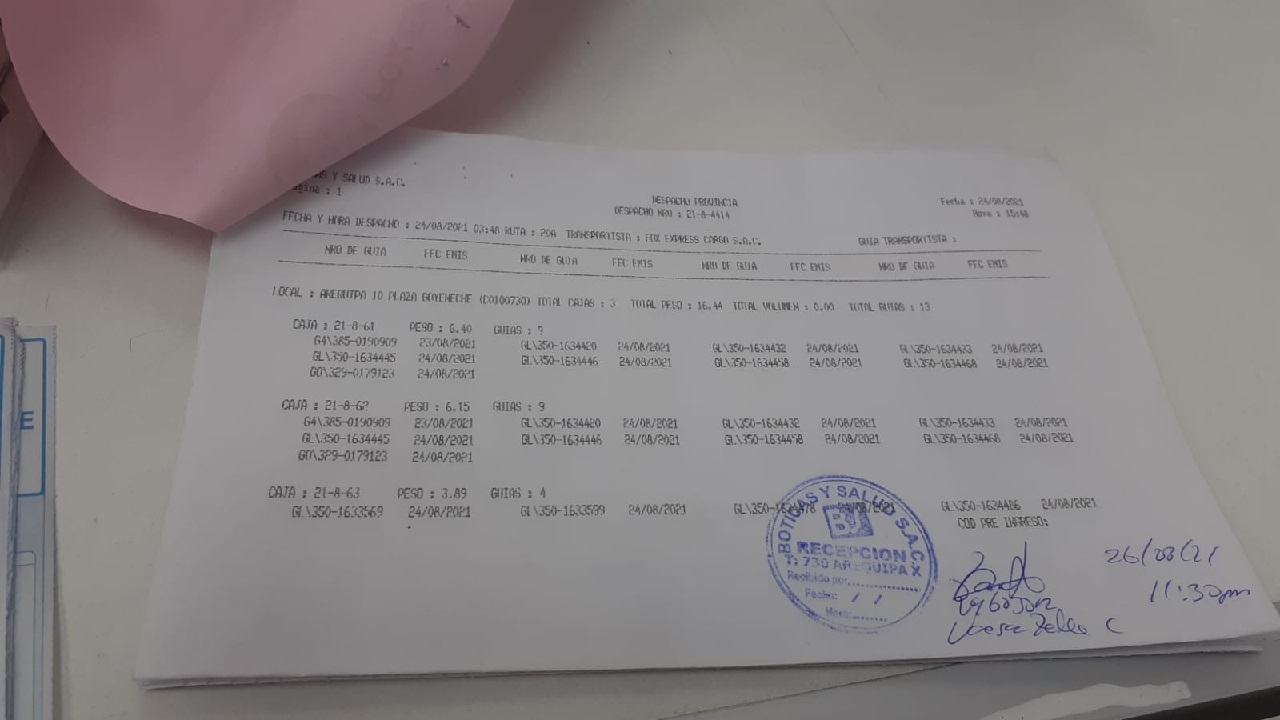 AS Y SALUD S.A.C.
gina : 1
DESPACHO PROVINCIA
DESPACHO NRO : 21-8-4414
Fecha : 24/08/2021
Hora : 15:48
FECHA Y HORA DESPACHO : 24/08/2021 03:48 RUTA : 20A TRANSPORTISTA : FOX EXPRESS CARGO S.A.C. GUIA TRANSPORTISTA :
NRO DE GUIA FEC EMIS NRO DE GUIA FEC EMIS NRO DE GUIA FEC EMIS NRO DE GUIA FEC EMIS
LOCAL : AREQUIPA 10 PLAZA GOYENECHE (C0100730) TOTAL CAJAS : 3 TOTAL PESO : 16.44 TOTAL VOLUMEN : 0.00 TOTAL GUIAS : 13
CAJA : 21-8-61 PESO : 6.40 GUIAS : 9
G4\385-0190909 23/08/2021 GL\350-1634420 24/08/2021 GL\350-1634432 24/08/2021 GL\350-1634433 24/08/2021
GL\350-1634445 24/08/2021 GL\350-1634446 24/08/2021 GL\350-1634458 24/08/2021 GL\350-1634468 24/08/2021
GO\329-0179123 24/08/2021
CAJA : 21-8-62 PESO : 6.15 GUIAS : 9
G4\385-0190909 23/08/2021 GL\350-1634420 24/08/2021 GL\350-1634432 24/08/2021 GL\350-1634433 24/08/2021
GL\350-1634445 24/08/2021 GL\350-1634446 24/08/2021 GL\350-1634458 24/08/2021 GL\350-1634468 24/08/2021
GO\329-0179123 24/08/2021
CAJA : 21-8-63 PESO : 3.89 GUIAS : 4
GL\350-1633569 24/08/2021 GL\350-1633599 24/08/2021 24/08/2021 GL\350-1634486 24/08/2021
COD PRE INGRESO:
BOTICAS Y SALUD S.A.C.
RECEPCION
T: 730 AREQUIPA X
Recibido por:
Fecha: / /
Hora:
26/08/21
11:30pm
E